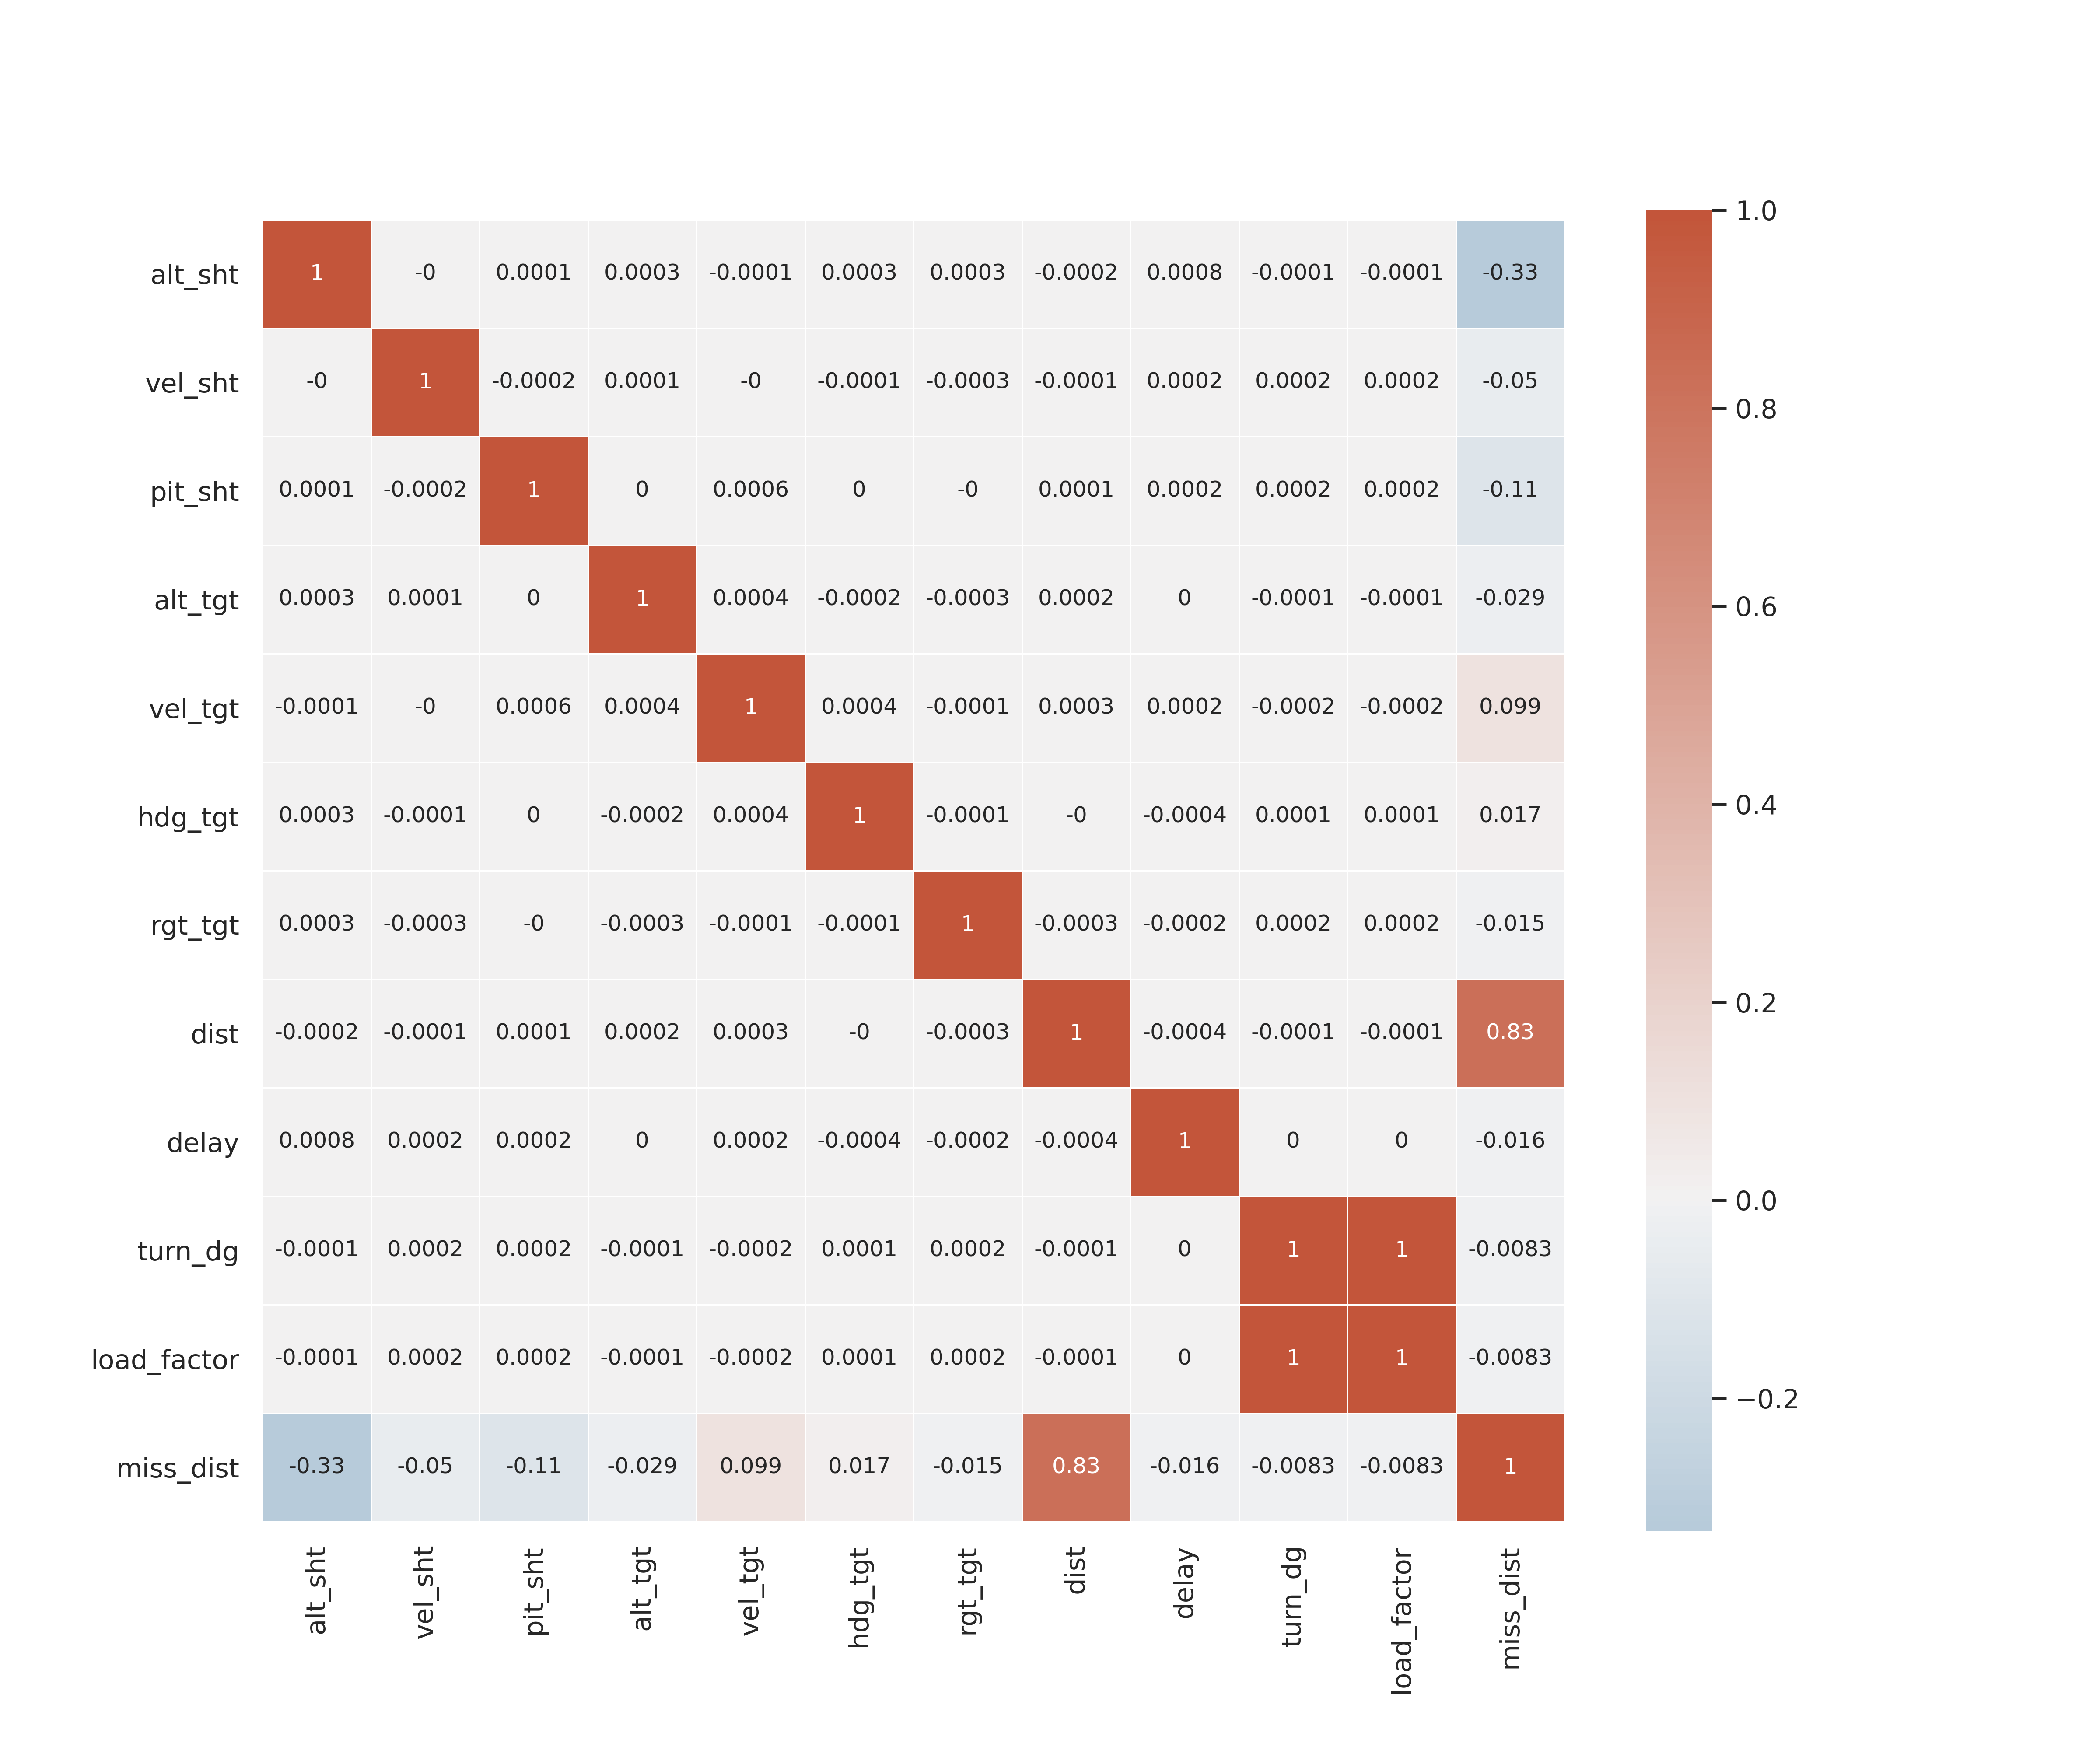 alt_sht 1 -0 0.0001 0.0003 -0.0001 0.0003 0.0003 -0.0002 0.0008 -0.0001 -0.0001 -0.33
vel_sht -0 1 -0.0002 0.0001 -0 -0.0001 -0.0003 -0.0001 0.0002 0.0002 0.0002 -0.05
pit_sht 0.0001 -0.0002 1 0 0.0006 0 -0 0.0001 0.0002 0.0002 0.0002 -0.11
alt_tgt 0.0003 0.0001 0 1 0.0004 -0.0002 -0.0003 0.0002 0 -0.0001 -0.0001 -0.029
vel_tgt -0.0001 -0 0.0006 0.0004 1 0.0004 -0.0001 0.0003 0.0002 -0.0002 -0.0002 0.099
hdg_tgt 0.0003 -0.0001 0 -0.0002 0.0004 1 -0.0001 -0 -0.0004 0.0001 0.0001 0.017
rgt_tgt 0.0003 -0.0003 -0 -0.0003 -0.0001 -0.0001 1 -0.0003 -0.0002 0.0002 0.0002 -0.015
dist -0.0002 -0.0001 0.0001 0.0002 0.0003 -0 -0.0003 1 -0.0004 -0.0001 -0.0001 0.83
delay 0.0008 0.0002 0.0002 0 0.0002 -0.0004 -0.0002 -0.0004 1 0 0 -0.016
turn_dg -0.0001 0.0002 0.0002 -0.0001 -0.0002 0.0001 0.0002 -0.0001 0 1 1 -0.0083
load_factor -0.0001 0.0002 0.0002 -0.0001 -0.0002 0.0001 0.0002 -0.0001 0 1 1 -0.0083
miss_dist -0.33 -0.05 -0.11 -0.029 0.099 0.017 -0.015 0.83 -0.016 -0.0083 -0.0083 1
alt_sht vel_sht pit_sht alt_tgt vel_tgt hdg_tgt rgt_tgt dist delay turn_dg load_factor miss_dist
1.0
0.8
0.6
0.4
0.2
0.0
−0.2